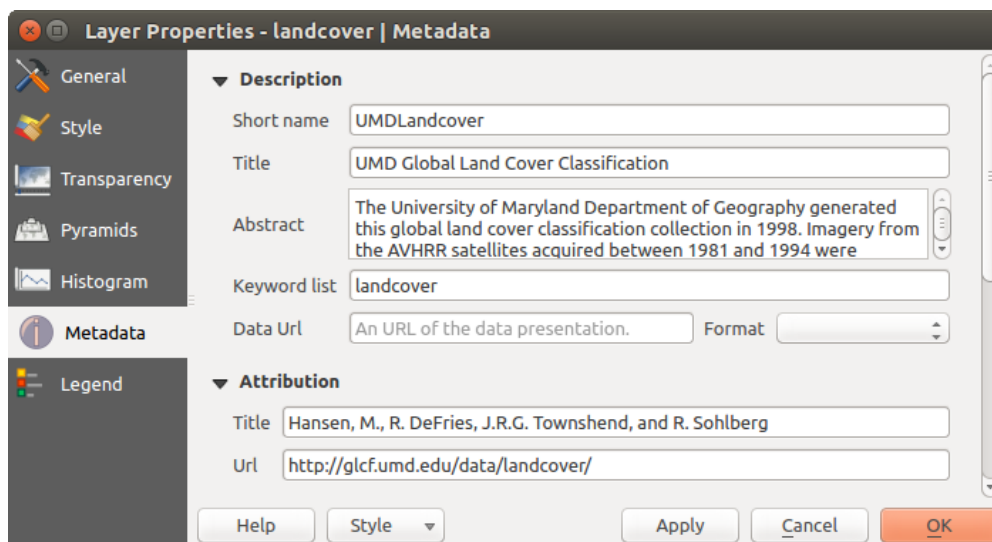 Layer Properties - landcover | Metadata
General
Style
Transparency
Pyramids
Histogram
Metadata
Legend
Description
Short name UMDLandcover
Title UMD Global Land Cover Classification
Abstract The University of Maryland Department of Geography generated
this global land cover classification collection in 1998. Imagery from
the AVHRR satellites acquired between 1981 and 1994 were
Keyword list landcover
Data Url An URL of the data presentation. Format
Attribution
Title Hansen, M., R. DeFries, J.R.G. Townshend, and R. Sohlberg
Url http://glcf.umd.edu/data/landcover/
Help Style Apply Cancel OK